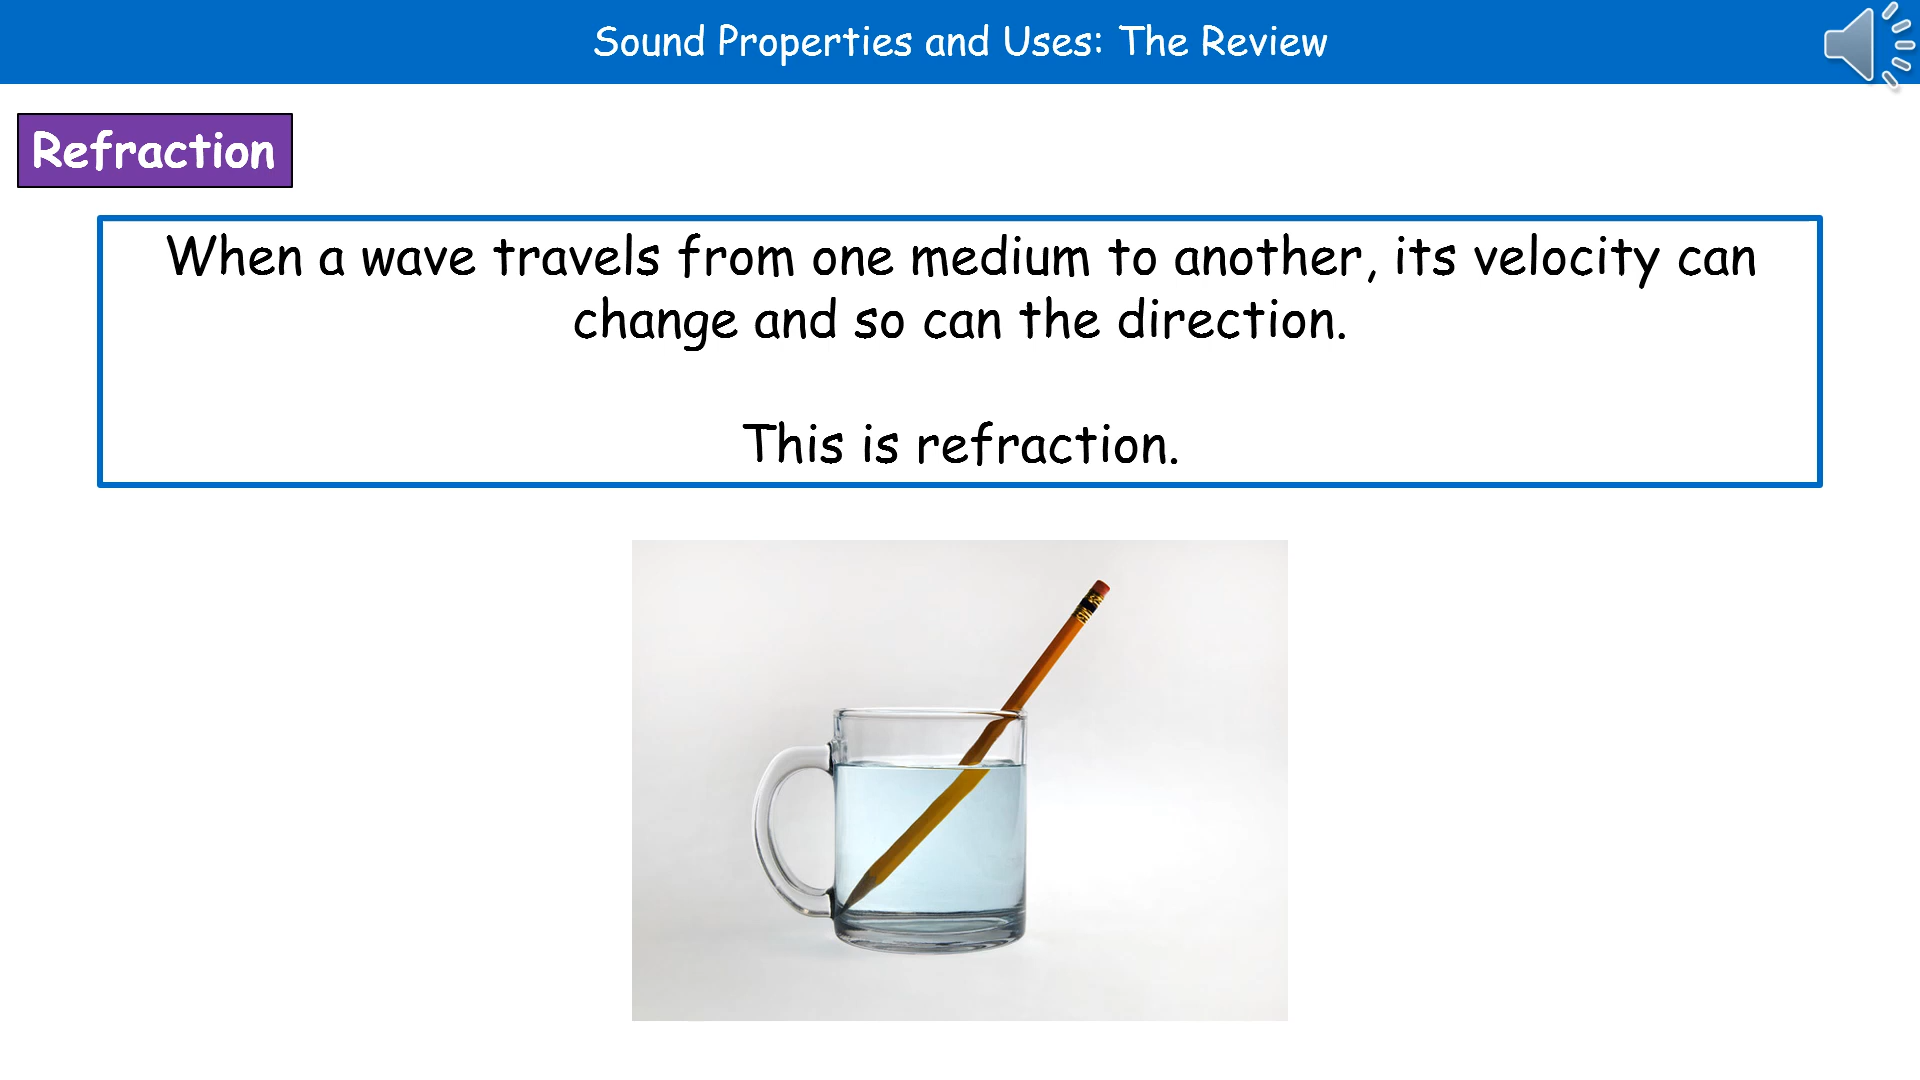 Sound Properties and Uses: The Review
Refraction
When a wave travels from one medium to another, its velocity can
change and so can the direction.
This is refraction.